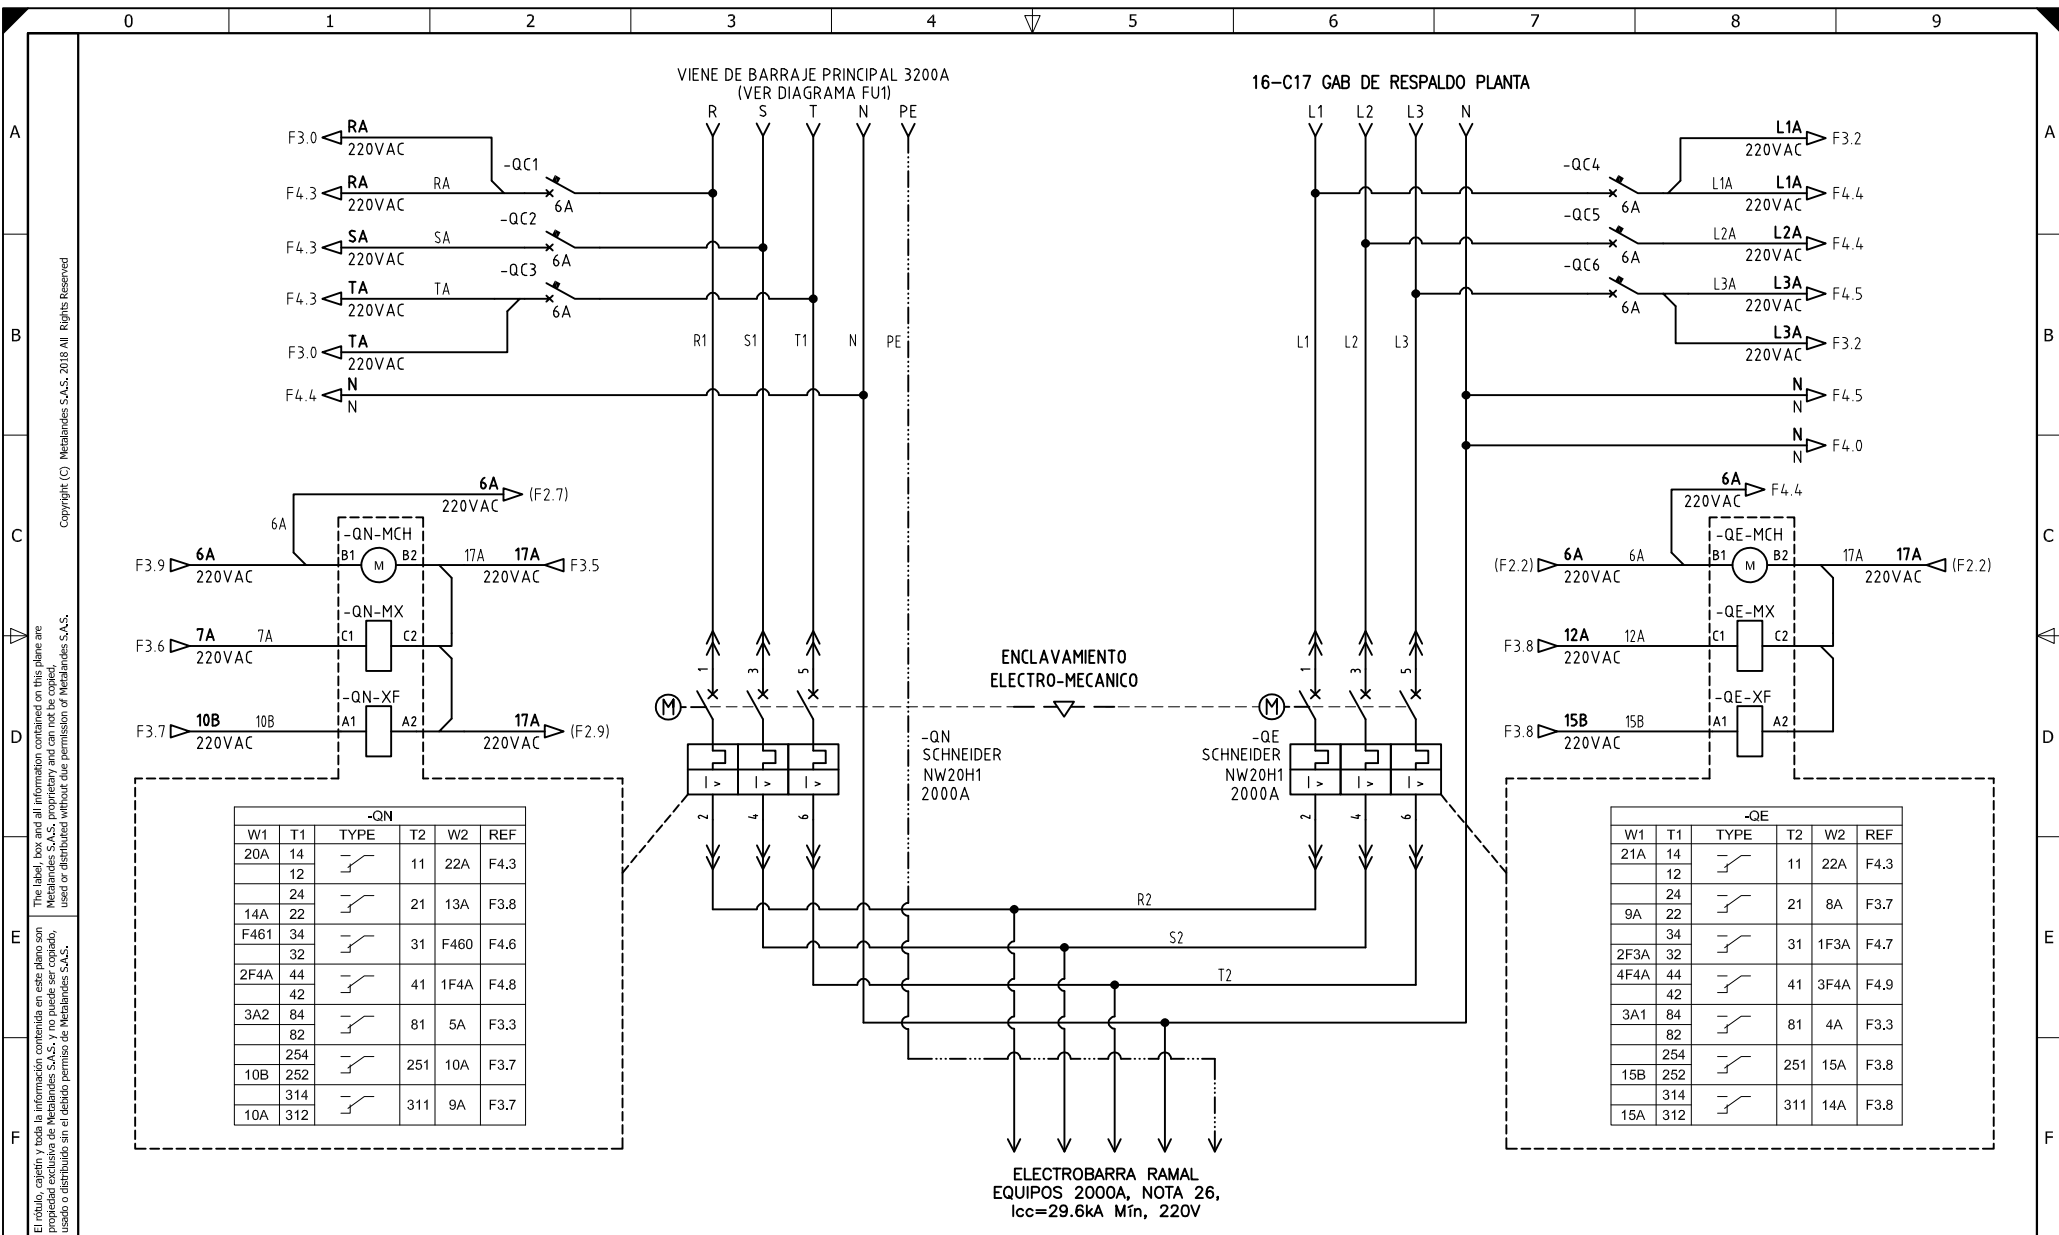 0 1 2 3 4 5 6 7 8 9
A
B
C
D
E
F
A
B
C
D
E
F
Copyright (C) Metalandes S.A.S. 2018 All Rights Reserved
The label, box and all information contained on this plane are
Metalandes S.A.S. proprietary and can not be copied,
used or distributed without due permission of Metalandes S.A.S.
El rótulo, cajetín y toda la información contenida en este plano son
propiedad exclusiva de Metalandes S.A.S. y no puede ser copiado,
usado o distribuido sin el debido permiso de Metalandes S.A.S.
VIENE DE BARRAJE PRINCIPAL 3200A
(VER DIAGRAMA FU1)
R S T N PE
16-C17 GAB DE RESPALDO PLANTA
L1 L2 L3 N
F3.0 RA
220VAC
F4.3 RA RA
220VAC
-QC1
6A
F4.3 SA SA
220VAC
-QC2
6A
F4.3 TA TA
220VAC
-QC3
6A
F3.0 TA
220VAC
F4.4 N
N
R1 S1 T1 N PE
L1 L2 L3
L1A F3.2
220VAC
-QC4
6A
L1A L1A F4.4
220VAC
-QC5
6A
L2A L2A F4.4
220VAC
-QC6
6A
L3A L3A F4.5
220VAC
L3A F3.2
220VAC
N F4.5
N
N F4.0
N
6A (F2.7)
220VAC
6A
-QN-MCH
F3.9 6A B1 M B2 17A 17A F3.5
220VAC 220VAC
-QN-MX
F3.6 7A 7A C1 C2
220VAC
-QN-XF
F3.7 10B 10B A1 A2 17A (F2.9)
220VAC 220VAC
6A F4.4
220VAC
-QE-MCH
(F2.2) 6A 6A B1 M B2 17A 17A (F2.2)
220VAC 220VAC
-QE-MX
F3.8 12A 12A C1 C2
220VAC
-QE-XF
F3.8 15B 15B A1 A2
220VAC
ENCLAVAMIENTO
ELECTRO-MECANICO
M 1 3 5
M 1 3 5
-QN
SCHNEIDER
NW20H1
2000A
-QE
SCHNEIDER
NW20H1
2000A
I > I > I >
I > I > I >
2 4 6
2 4 6
R2
S2
T2
-QN
W1 T1 TYPE T2 W2 REF
20A 14 11 22A F4.3
12
24 21 13A F3.8
14A 22
F461 34 31 F460 F4.6
32
2F4A 44 41 1F4A F4.8
42
3A2 84 81 5A F3.3
82
254 251 10A F3.7
10B 252
314 311 9A F3.7
10A 312
-QE
W1 T1 TYPE T2 W2 REF
21A 14 11 22A F4.3
12
24 21 8A F3.7
9A 22
34 31 1F3A F4.7
2F3A 32
4F4A 44 41 3F4A F4.9
42
3A1 84 81 4A F3.3
82
254 251 15A F3.8
15B 252
314 311 14A F3.8
15A 312
ELECTROBARRA RAMAL
EQUIPOS 2000A, NOTA 26,
Icc=29.6kA Mín, 220V